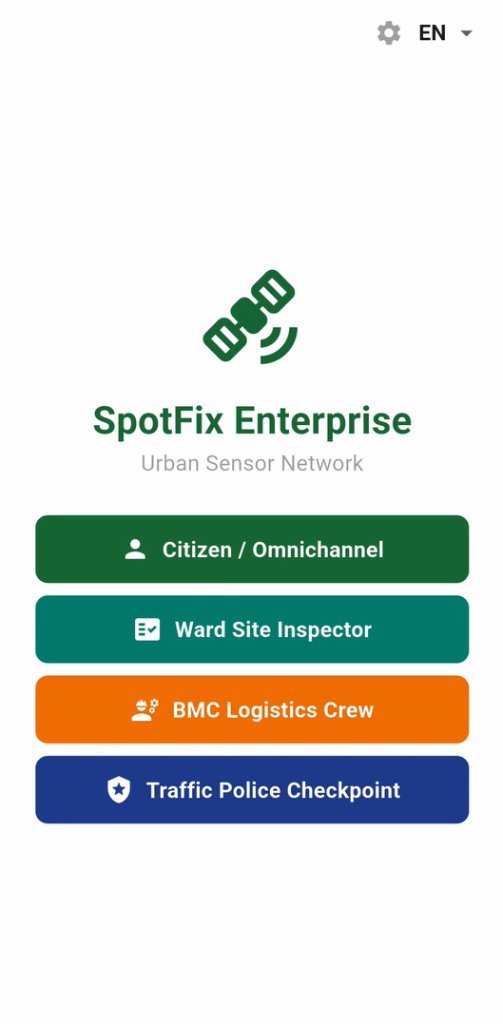 EN
SpotFix Enterprise
Urban Sensor Network
Citizen / Omnichannel
Ward Site Inspector
BMC Logistics Crew
Traffic Police Checkpoint